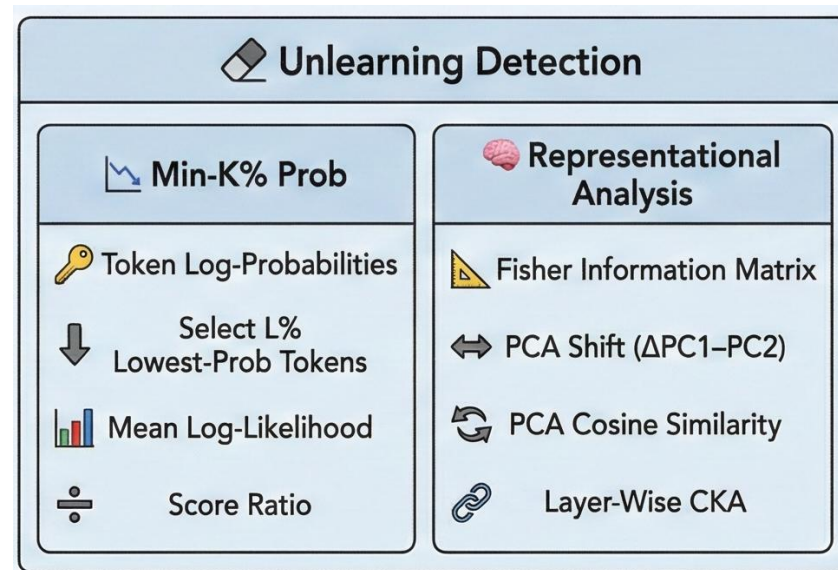 Unlearning Detection
Min-K% Prob
Token Log-Probabilities
Select L%
Lowest-Prob Tokens
Mean Log-Likelihood
Score Ratio
Representational
Analysis
Fisher Information Matrix
PCA Shift (ΔPC1–PC2)
PCA Cosine Similarity
Layer-Wise CKA